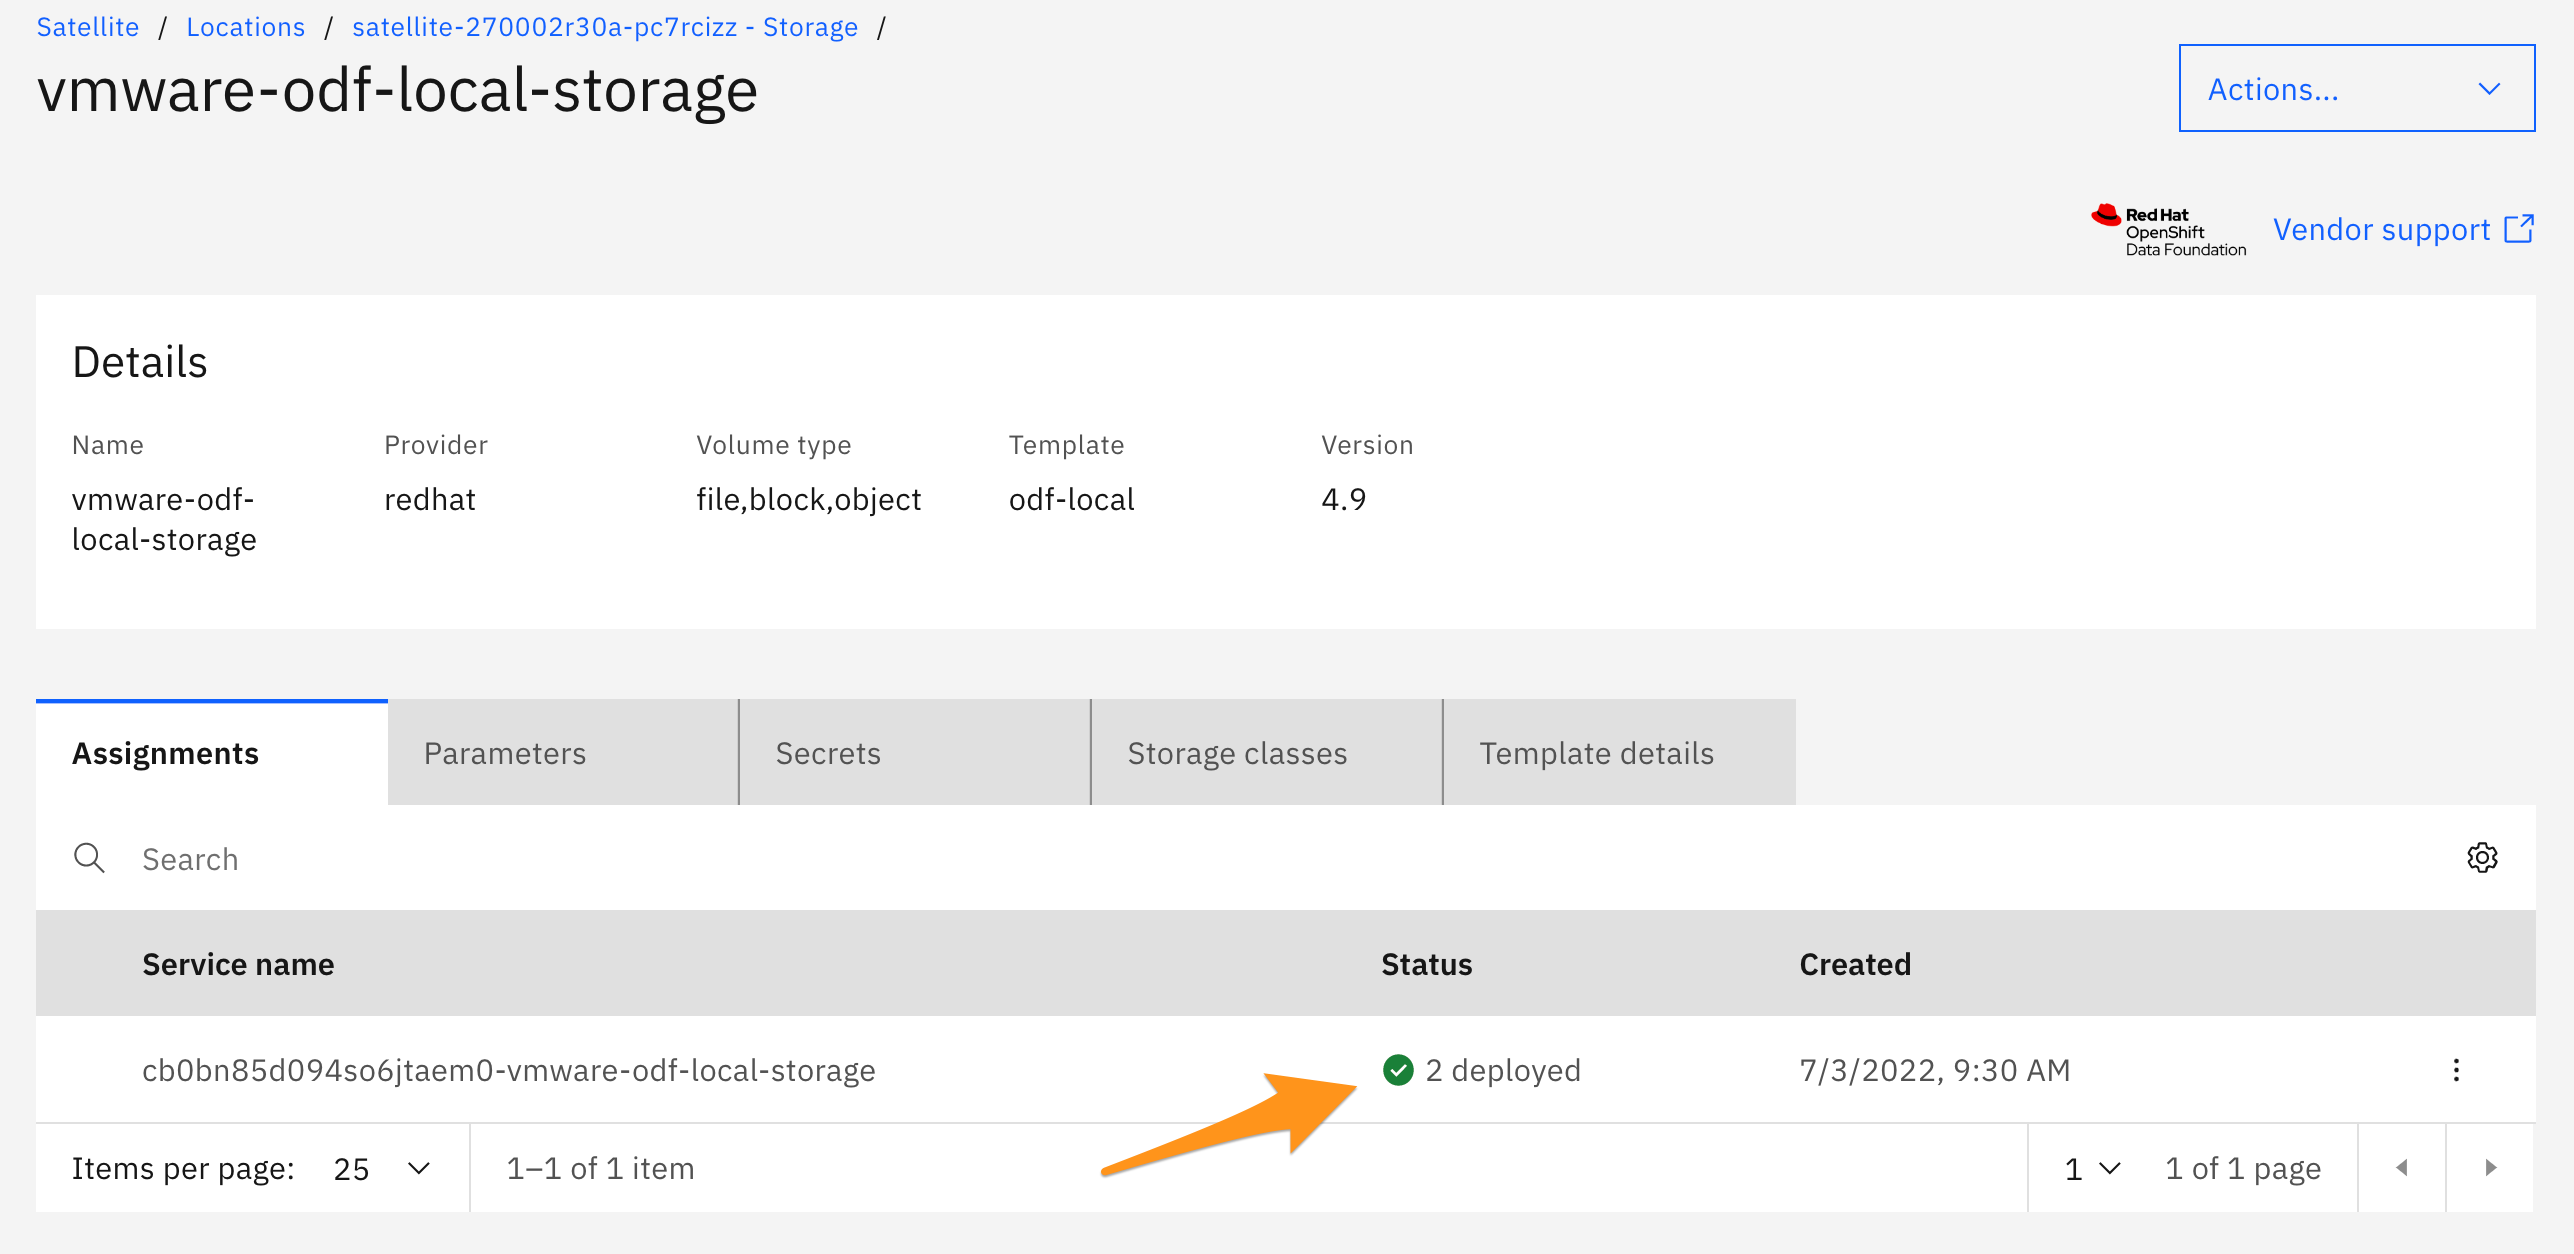 Satellite / Locations / satellite-270002r30a-pc7rcizz - Storage /
vmware-odf-local-storage
Actions...
Red Hat
OpenShift
Data Foundation
Vendor support
Details
Name Provider Volume type Template Version
vmware-odf- redhat file,block,object odf-local 4.9
local-storage
Assignments Parameters Secrets Storage classes Template details
Search
Service name Status Created
cb0bn85d094so6jtaem0-vmware-odf-local-storage 2 deployed 7/3/2022, 9:30 AM
Items per page: 25 1–1 of 1 item 1 1 of 1 page